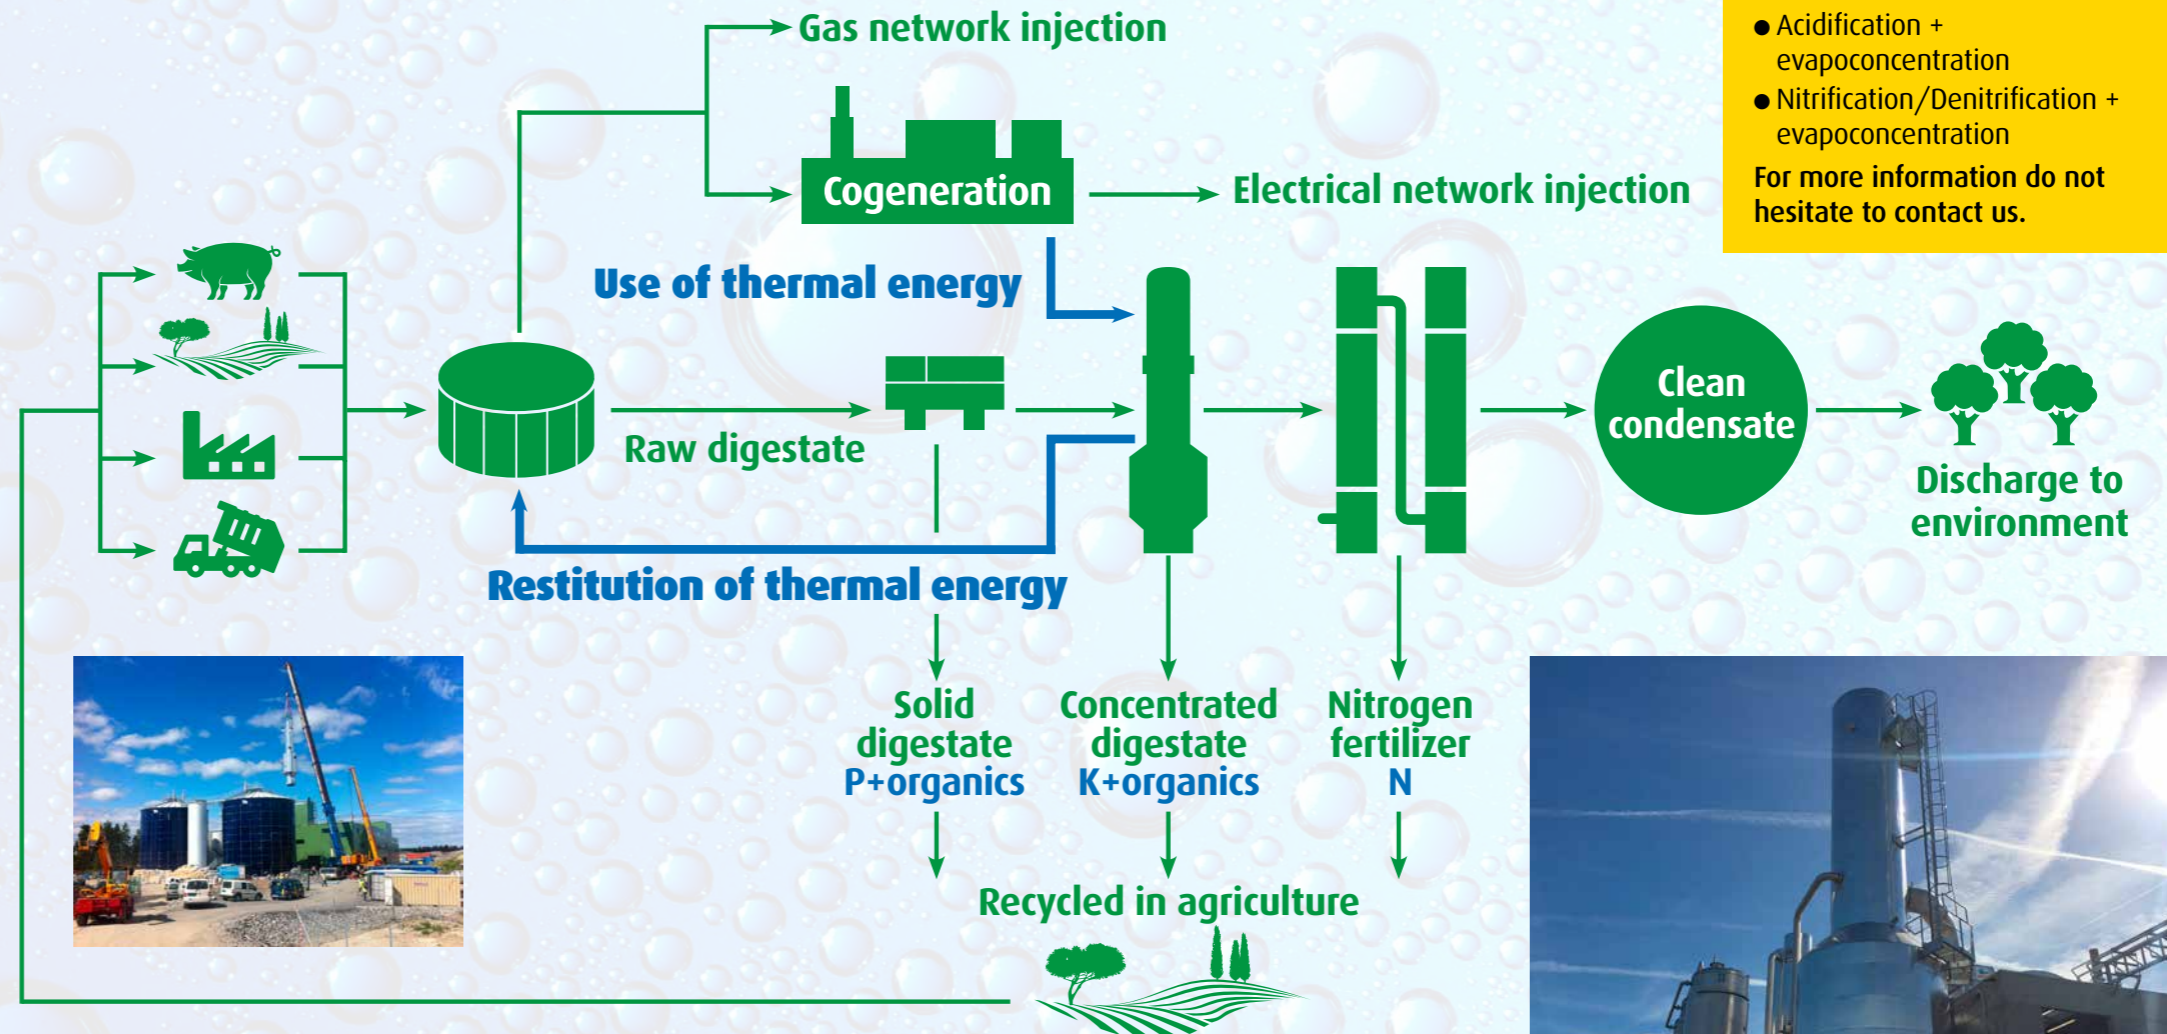 Gas network injection
Cogeneration
Electrical network injection
● Acidification +
evapoconcentration
● Nitrification/Denitrification +
evapoconcentration
For more information do not
hesitate to contact us.
Use of thermal energy
Raw digestate
Restitution of thermal energy
Clean
condensate
Discharge to
environment
Solid
digestate
P+organics
Concentrated
digestate
K+organics
Nitrogen
fertilizer
N
Recycled in agriculture